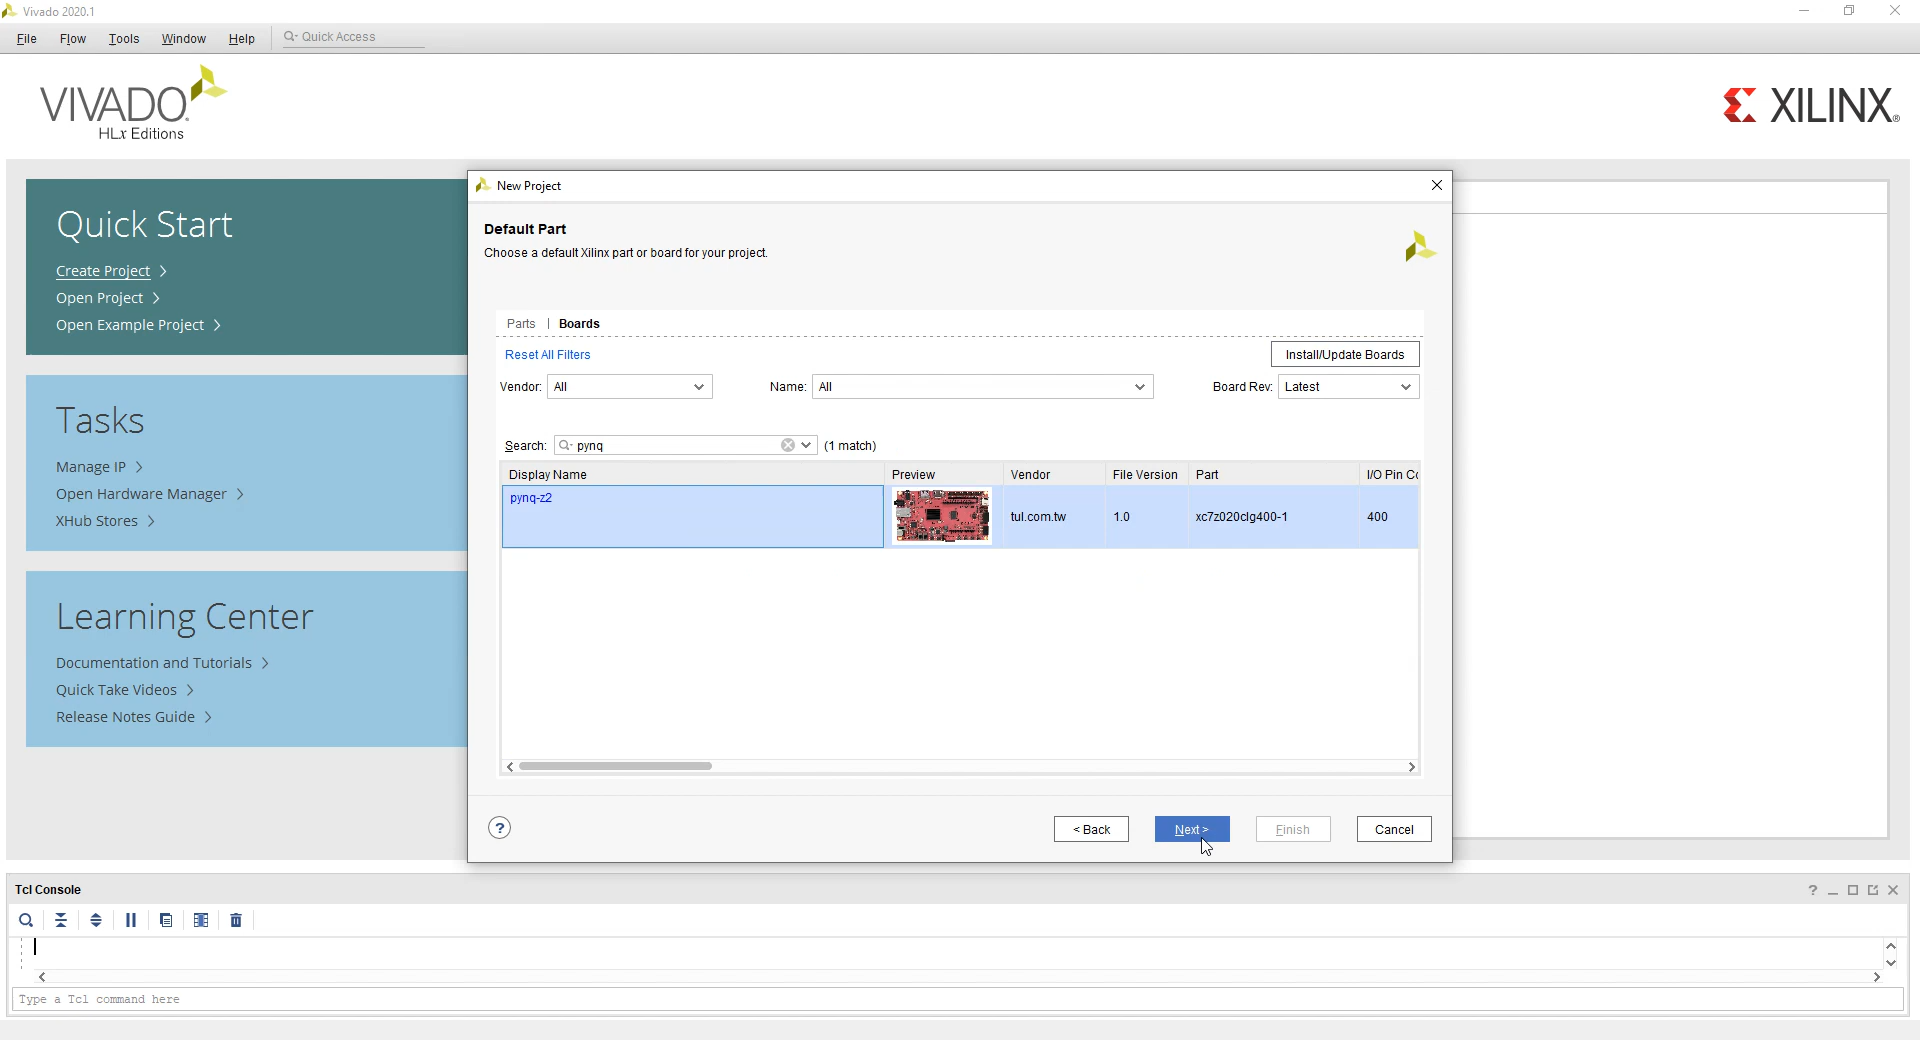 Vivado 2020.1
File Flow Tools Window Help Quick Access
VIVADO
HLx Editions
XILINX
Quick Start
Create Project >
Open Project >
Open Example Project >
Tasks
Manage IP >
Open Hardware Manager >
XHub Stores >
Learning Center
Documentation and Tutorials >
Quick Take Videos >
Release Notes Guide >
New Project
Default Part
Choose a default Xilinx part or board for your project.
Parts | Boards
Reset All Filters Install/Update Boards
Vendor: All Name: All Board Rev: Latest
Search: pynq (1 match)
Display Name Preview Vendor File Version Part I/O Pin Co
pynq-z2 tul.com.tw 1.0 xc7z020clg400-1 400
? < Back Next > Finish Cancel
Tcl Console
Type a Tcl command here